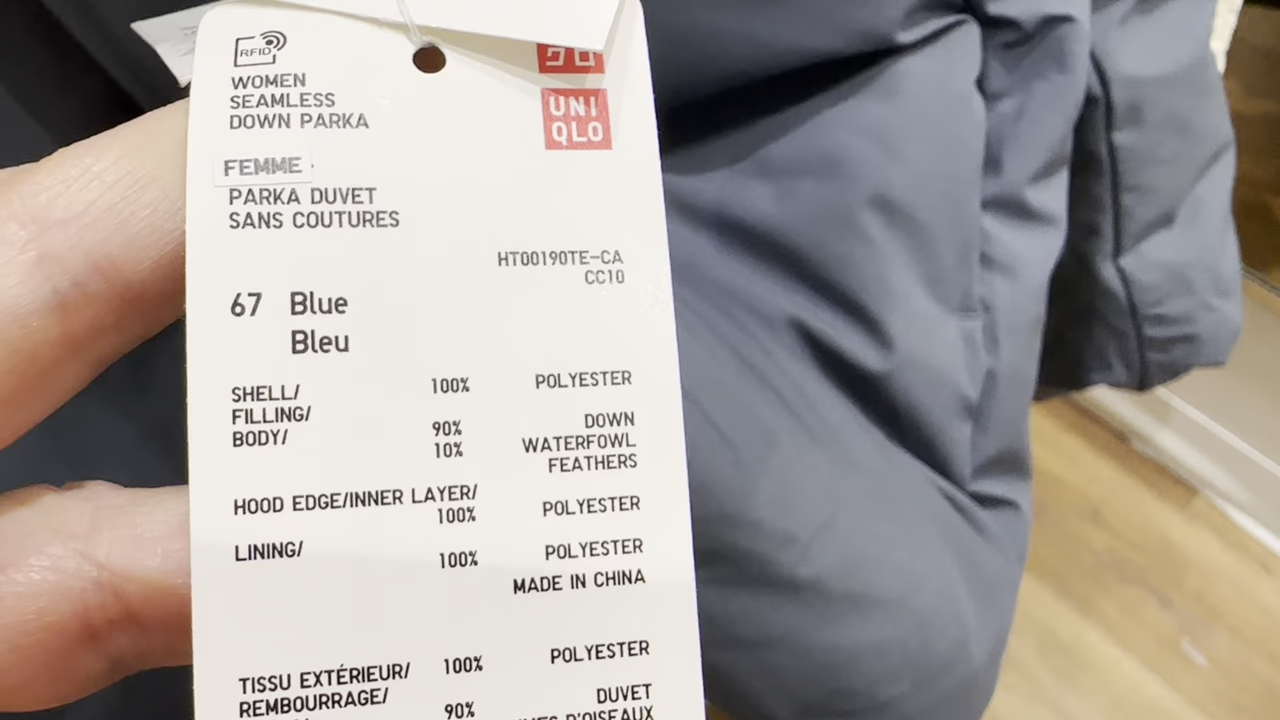 RFID
WOMEN
SEAMLESS
DOWN PARKA
UNI
QLO
FEMME
PARKA DUVET
SANS COUTURES
HT00190TE-CA
CC10
67 Blue
Bleu
SHELL/ 100% POLYESTER
FILLING/
BODY/ 90% DOWN
10% WATERFOWL
FEATHERS
HOOD EDGE/INNER LAYER/
100% POLYESTER
LINING/ 100% POLYESTER
MADE IN CHINA
TISSU EXTÉRIEUR/ 100% POLYESTER
REMBOURRAGE/
90% DUVET
D'OISEAUX